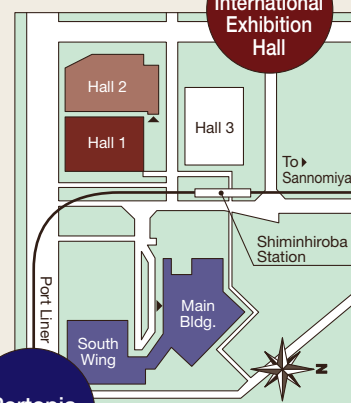 International
Exhibition
Hall
Hall 2
Hall 1
Hall 3
To
Sannomiya
Shiminhiroba
Station
Port Liner
Main
Bldg.
South
Wing
N